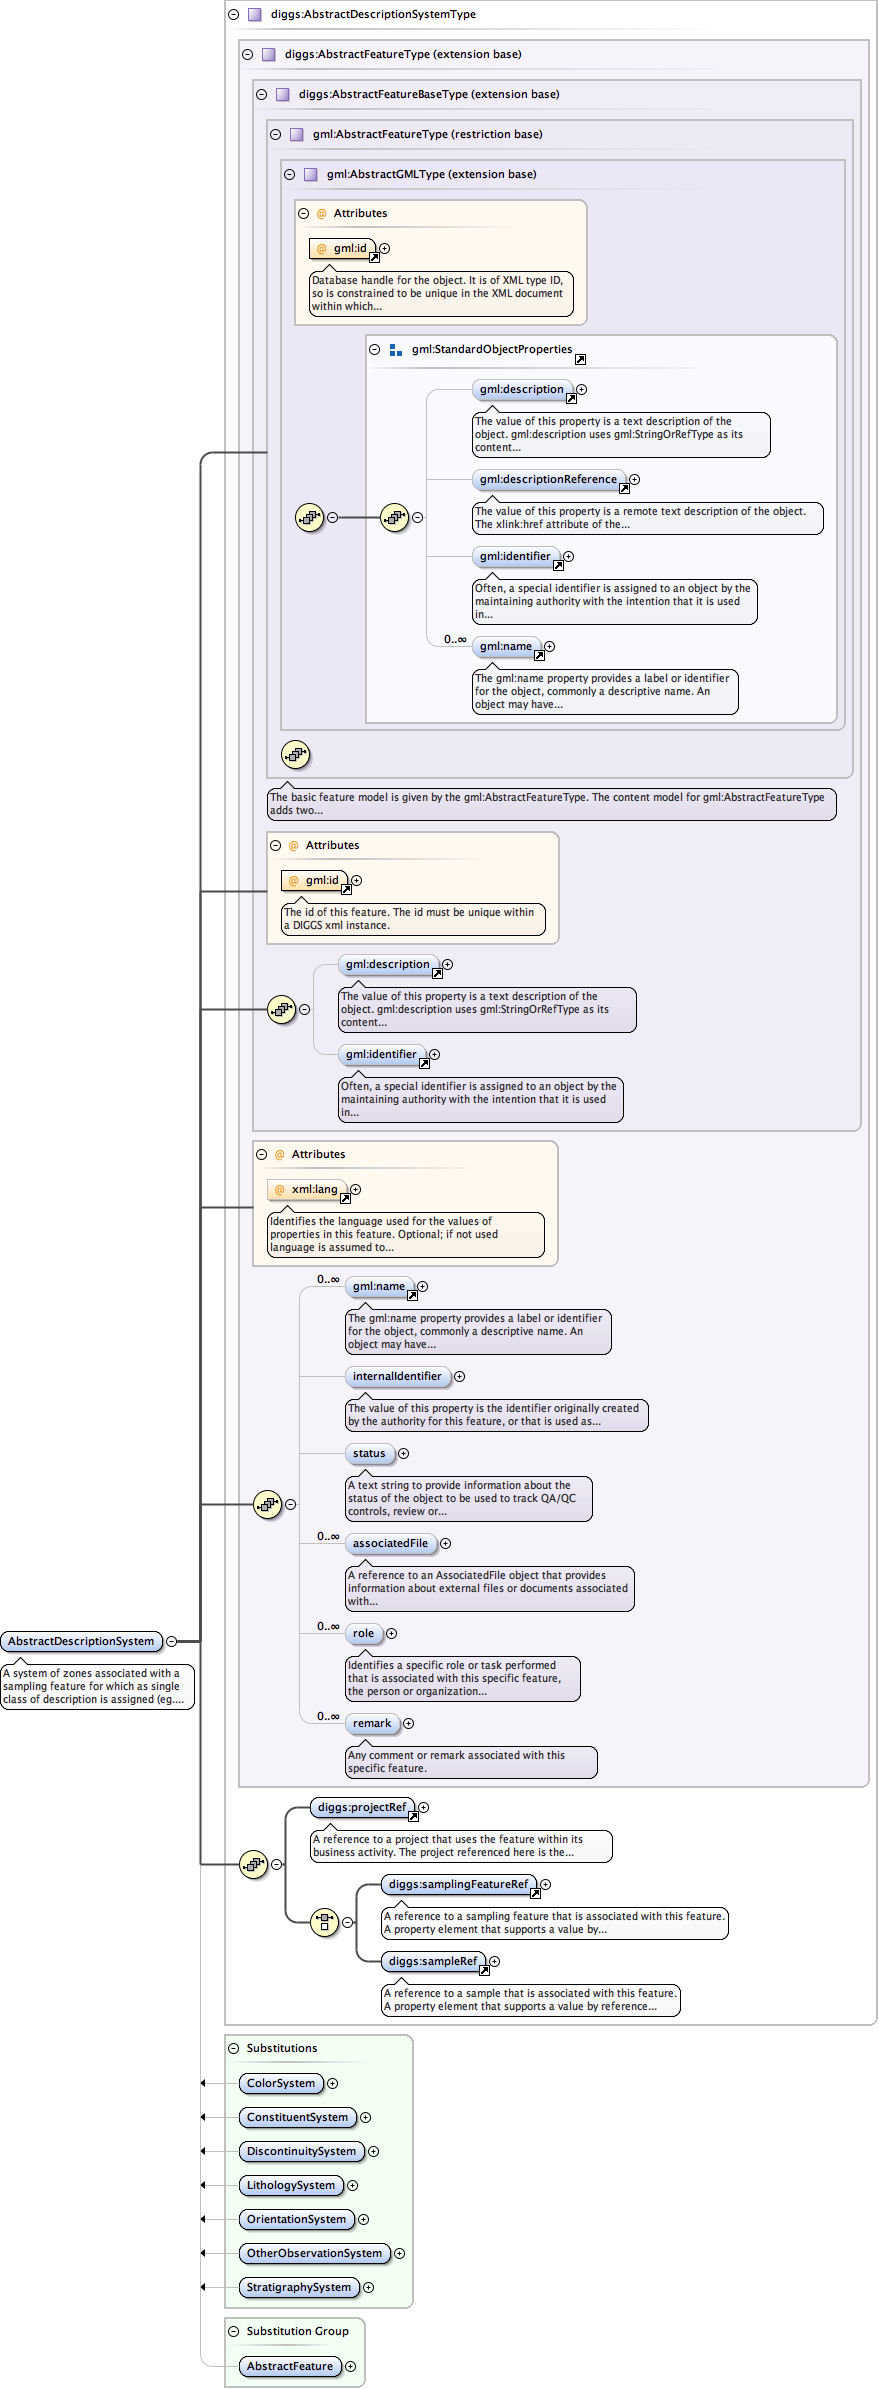 diggs:AbstractDescriptionSystemType
diggs:AbstractFeatureType (extension base)
diggs:AbstractFeatureBaseType (extension base)
gml:AbstractFeatureType (restriction base)
gml:AbstractGMLType (extension base)
@ Attributes
@ gml:id
Database handle for the object. It is of XML type ID,
so is constrained to be unique in the XML document
within which...
gml:StandardObjectProperties
gml:description
The value of this property is a text description of the
object. gml:description uses gml:StringOrRefType as its
content...
gml:descriptionReference
The value of this property is a remote text description of the object.
The xlink:href attribute of the...
gml:identifier
Often, a special identifier is assigned to an object by the
maintaining authority with the intention that it is used
in...
0..∞
gml:name
The gml:name property provides a label or identifier
for the object, commonly a descriptive name. An
object may have...
The basic feature model is given by the gml:AbstractFeatureType. The content model for gml:AbstractFeatureType
adds two...
@ Attributes
@ gml:id
The id of this feature. The id must be unique within
a DIGGS xml instance.
gml:description
The value of this property is a text description of the
object. gml:description uses gml:StringOrRefType as its
content...
gml:identifier
Often, a special identifier is assigned to an object by the
maintaining authority with the intention that it is used
in...
@ Attributes
@ xml:lang
Identifies the language used for the values of
properties in this feature. Optional; if not used
language is assumed to...
0..∞
gml:name
The gml:name property provides a label or identifier
for the object, commonly a descriptive name. An
object may have...
internalIdentifier
The value of this property is the identifier originally created
by the authority for this feature, or that is used as...
status
A text string to provide information about the
status of the object to be used to track QA/QC
controls, review or...
0..∞
associatedFile
A reference to an AssociatedFile object that provides
information about external files or documents associated
with...
0..∞
role
Identifies a specific role or task performed
that is associated with this specific feature,
the person or organization...
0..∞
remark
Any comment or remark associated with this
specific feature.
AbstractDescriptionSystem
A system of zones associated with a
sampling feature for which as single
class of description is assigned (eg....
diggs:projectRef
A reference to a project that uses the feature within its
business activity. The project referenced here is the...
diggs:samplingFeatureRef
A reference to a sampling feature that is associated with this feature.
A property element that supports a value by...
diggs:sampleRef
A reference to a sample that is associated with this feature.
A property element that supports a value by reference...
Substitutions
ColorSystem
ConstituentSystem
DiscontinuitySystem
LithologySystem
OrientationSystem
OtherObservationSystem
StratigraphySystem
Substitution Group
AbstractFeature